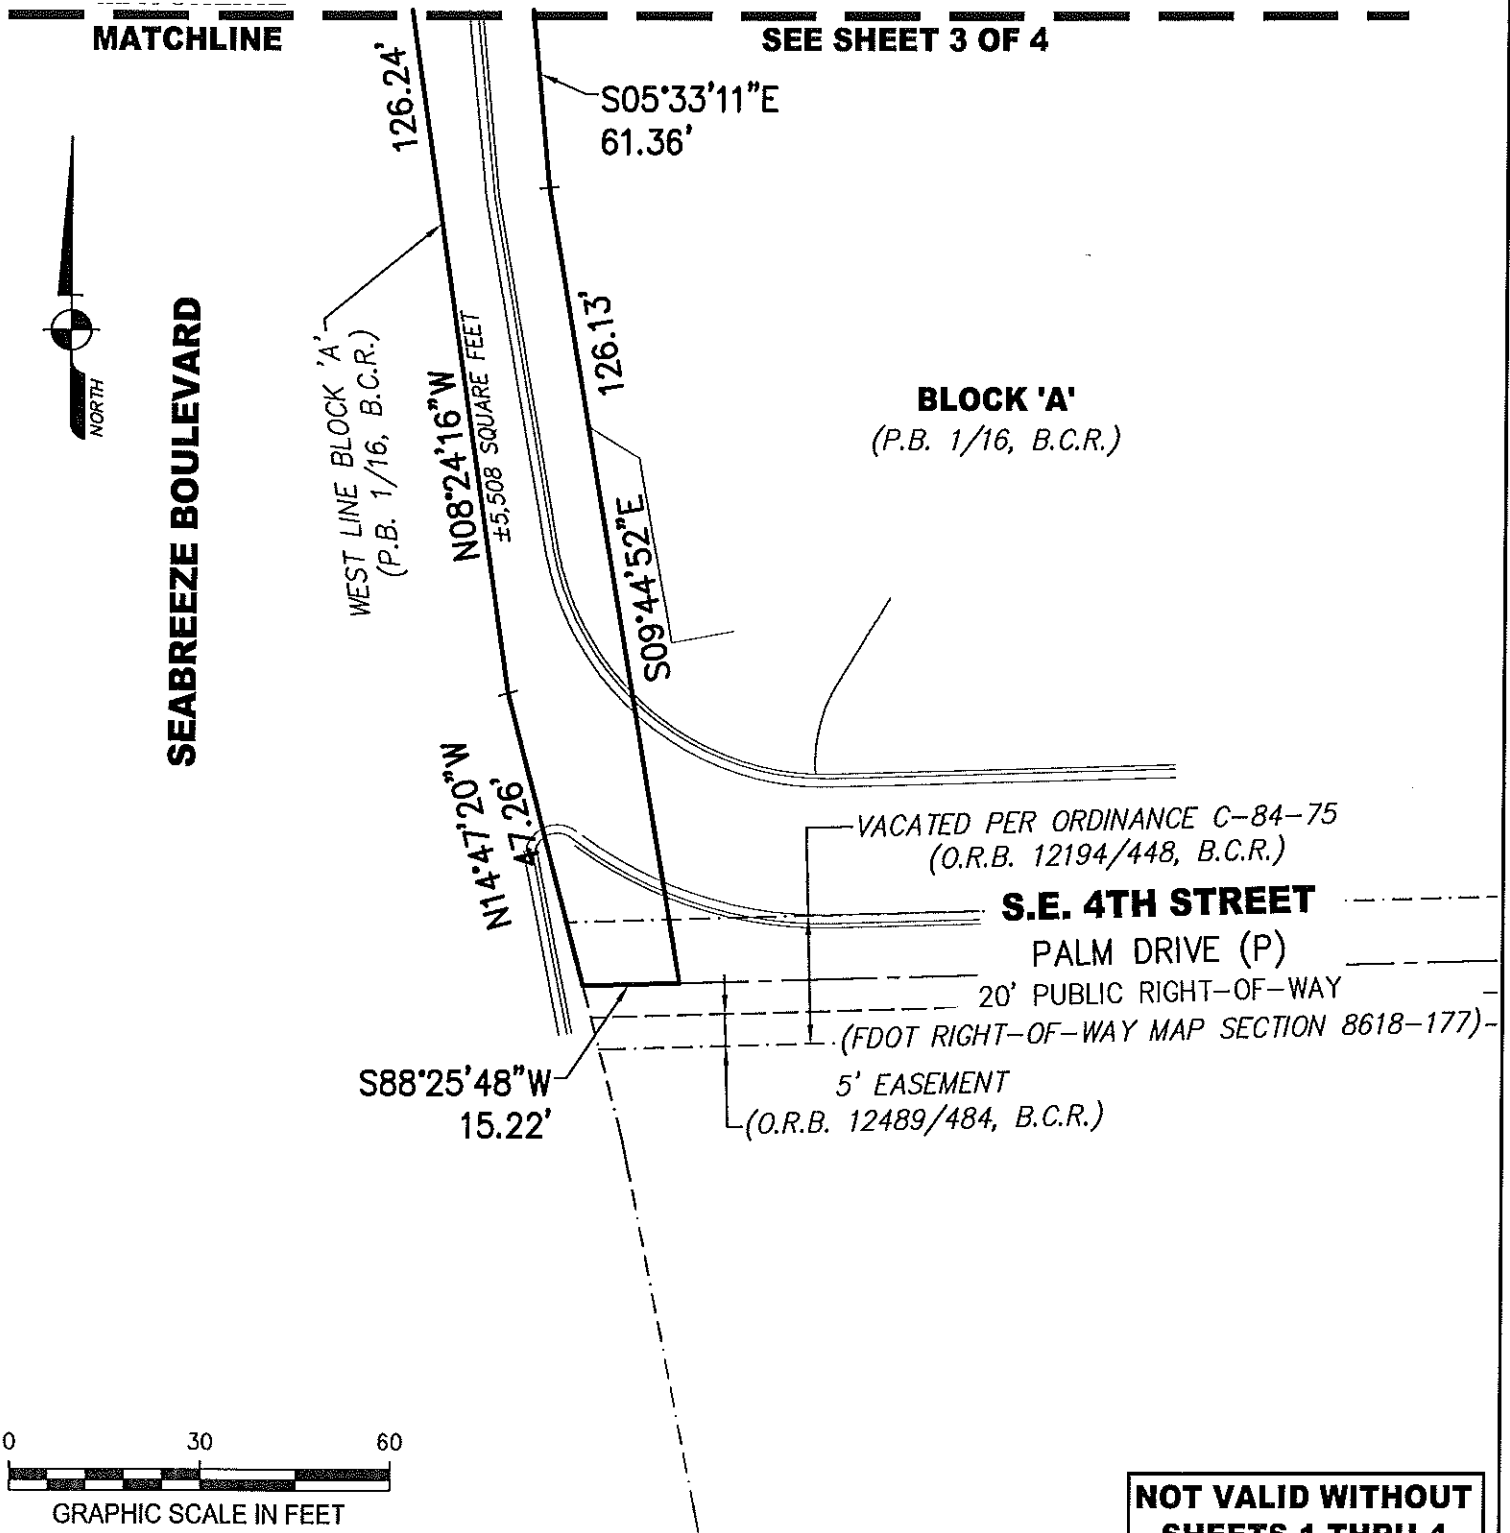 MATCHLINE
SEE SHEET 3 OF 4
126.24'
S05°33'11"E
61.36'
NORTH
SEABREEZE BOULEVARD
WEST LINE BLOCK 'A'
(P.B. 1/16, B.C.R.)
N08°24'16"W
±5,508 SQUARE FEET
126.13'
S09°44'52"E
BLOCK 'A'
(P.B. 1/16, B.C.R.)
N14°47'20"W
47.26'
VACATED PER ORDINANCE C-84-75
(O.R.B. 12194/448, B.C.R.)
S.E. 4TH STREET
PALM DRIVE (P)
20' PUBLIC RIGHT-OF-WAY
(FDOT RIGHT-OF-WAY MAP SECTION 8618-177)
S88°25'48"W
15.22'
5' EASEMENT
(O.R.B. 12489/484, B.C.R.)
0 30 60
GRAPHIC SCALE IN FEET
NOT VALID WITHOUT
SHEETS 1 THRU 4